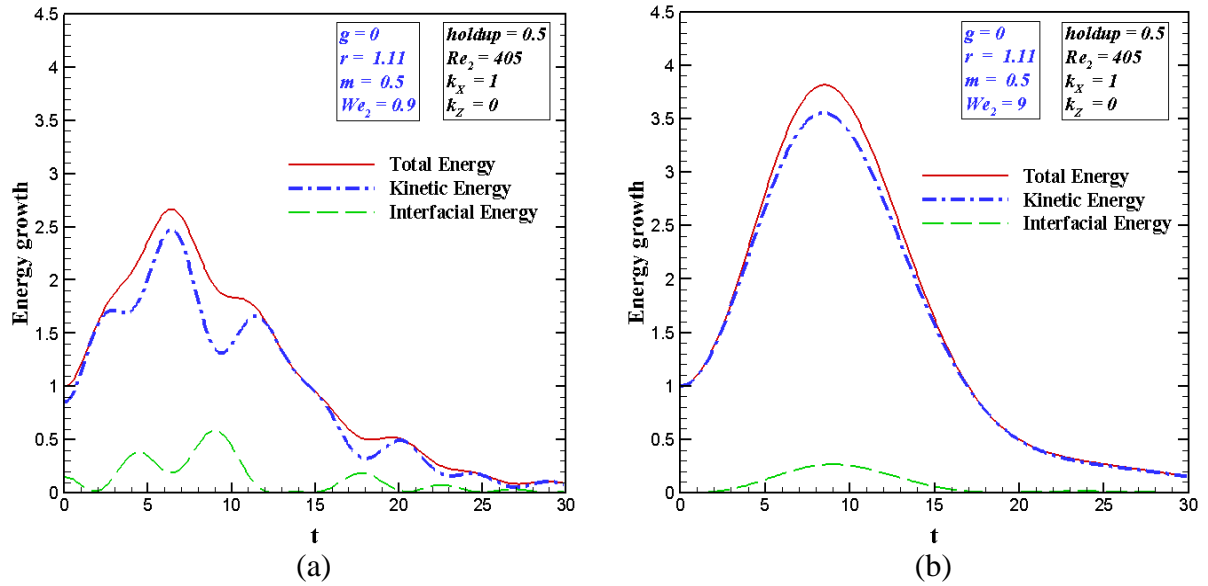 4.5
4
3.5
3
2.5
2
1.5
1
0.5
0
Energy growth
g = 0
r = 1.11
m = 0.5
We₂ = 0.9
holdup = 0.5
Re₂ = 405
k_X = 1
k_Z = 0
Total Energy
Kinetic Energy
Interfacial Energy
0 5 10 15 20 25 30
t
(a)
4.5
4
3.5
3
2.5
2
1.5
1
0.5
0
Energy growth
g = 0
r = 1.11
m = 0.5
We₂ = 9
holdup = 0.5
Re₂ = 405
k_X = 1
k_Z = 0
Total Energy
Kinetic Energy
Interfacial Energy
0 5 10 15 20 25 30
t
(b)